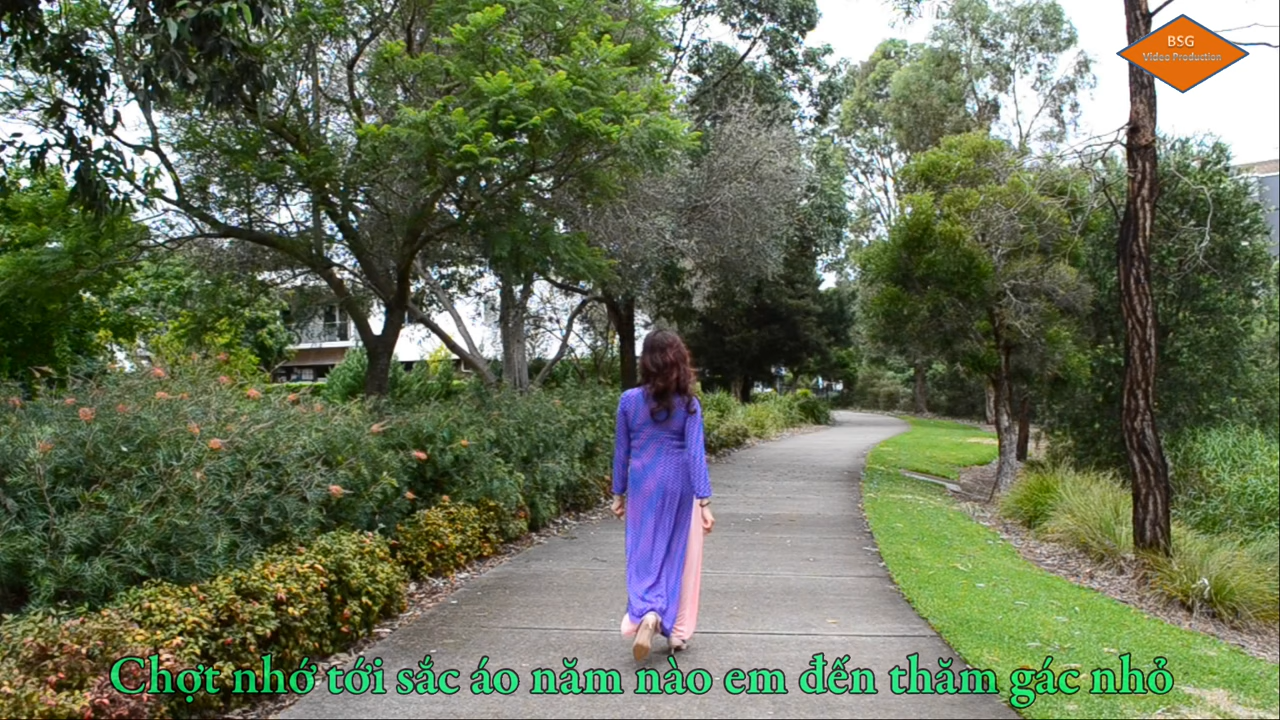 BSG
Video Production
Chợt nhớ tới sắc áo năm nào em đến thăm gác nhỏ